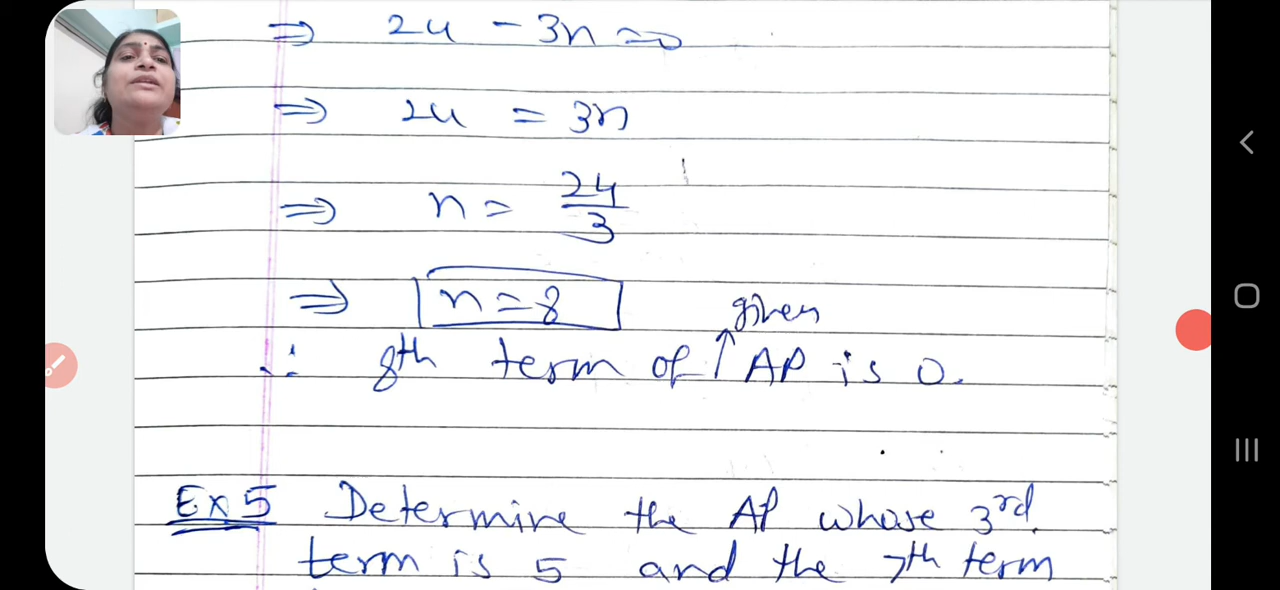 ⇒ 24 - 3n = 0
⇒ 24 = 3n
⇒ n = 24/3
⇒ n = 8
given
∴ 8th term of ↑ AP is 0.
Ex 5 Determine the AP whose 3rd
term is 5 and the 7th term